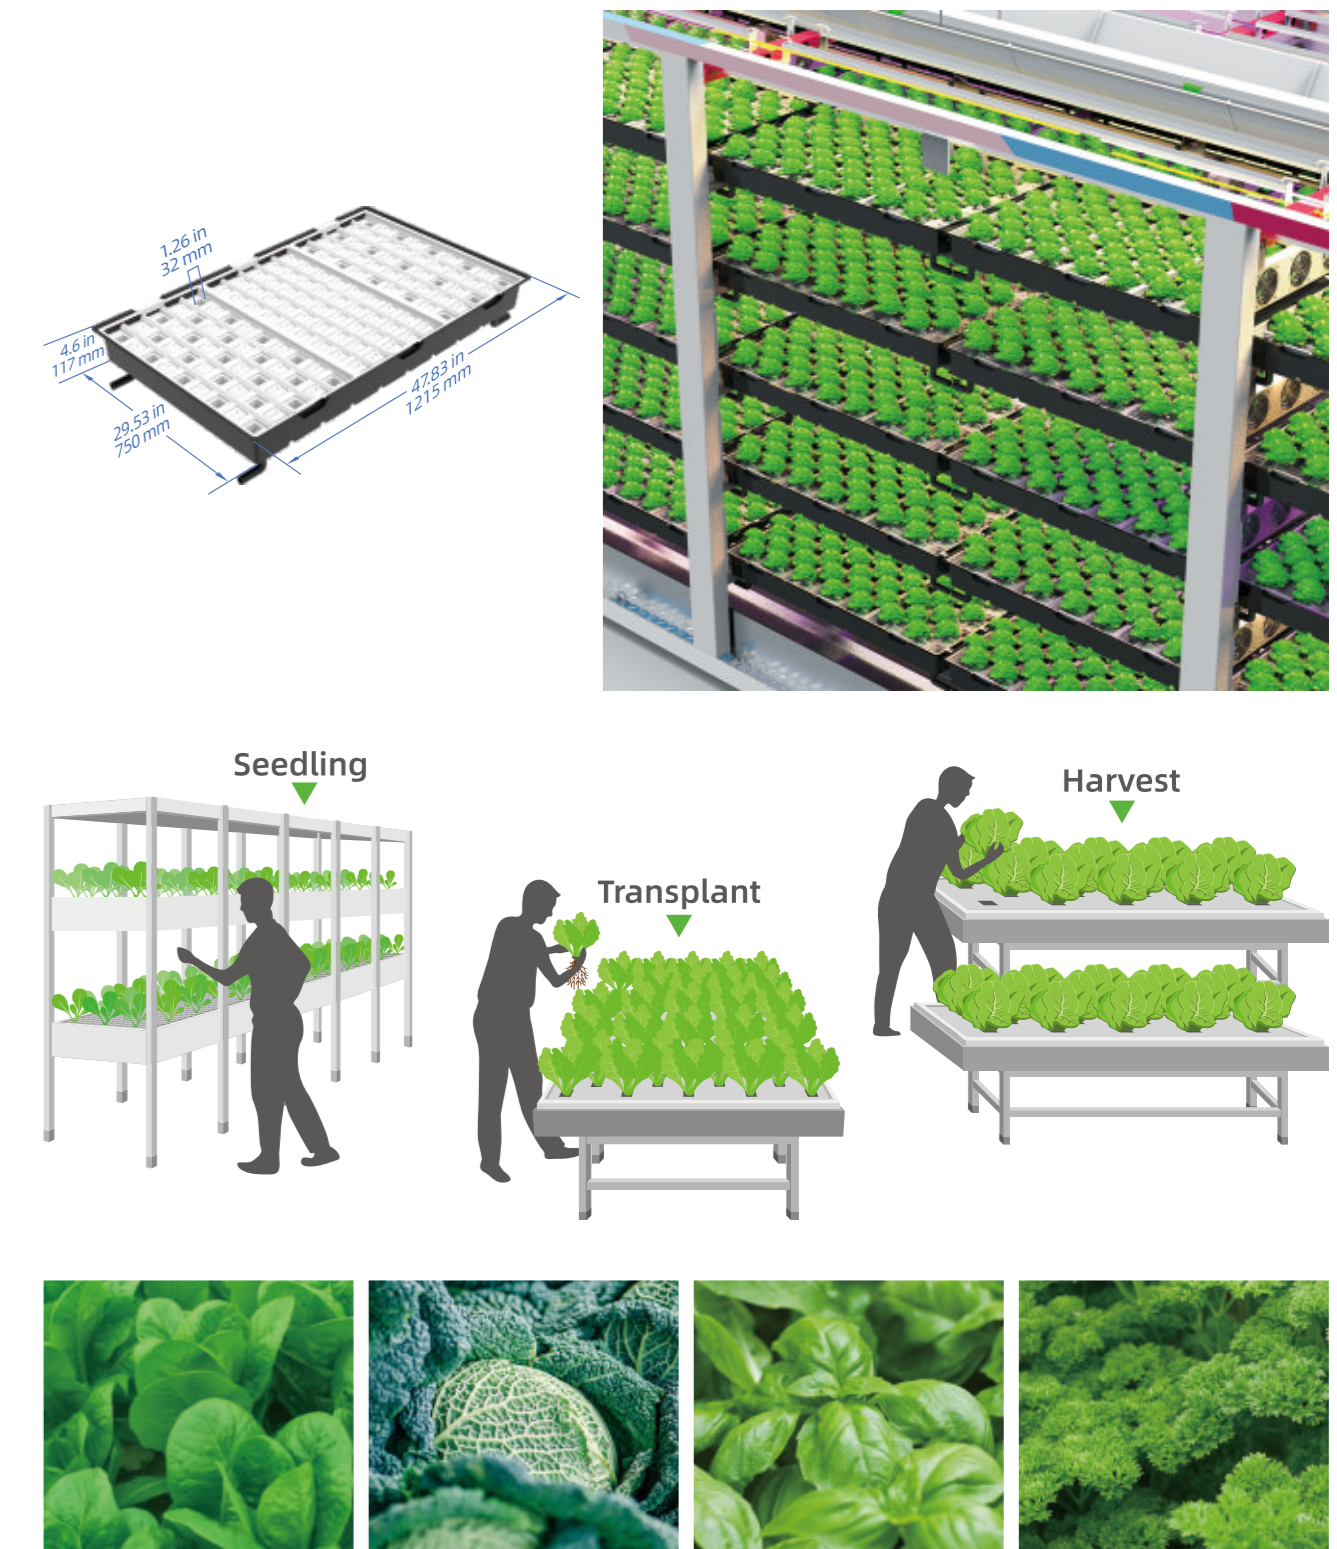 1.26 in
32 mm
4.6 in
117 mm
29.53 in
750 mm
47.83 in
1215 mm
Seedling
Transplant
Harvest